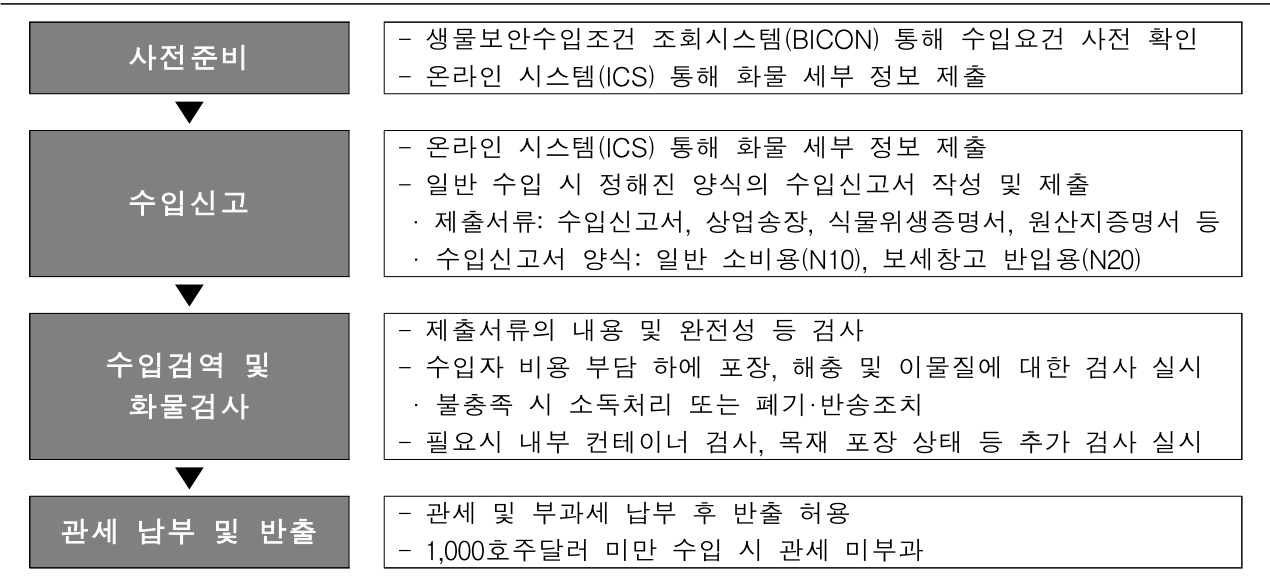 사전준비
- 생물보안수입조건 조회시스템(BICON) 통해 수입요건 사전 확인
- 온라인 시스템(ICS) 통해 화물 세부 정보 제출
수입신고
- 온라인 시스템(ICS) 통해 화물 세부 정보 제출
- 일반 수입 시 정해진 양식의 수입신고서 작성 및 제출
· 제출서류: 수입신고서, 상업송장, 식물위생증명서, 원산지증명서 등
· 수입신고서 양식: 일반 소비용(N10), 보세창고 반입용(N20)
수입검역 및
화물검사
- 제출서류의 내용 및 완전성 등 검사
- 수입자 비용 부담 하에 포장, 해충 및 이물질에 대한 검사 실시
· 불충족 시 소독처리 또는 폐기·반송조치
- 필요시 내부 컨테이너 검사, 목재 포장 상태 등 추가 검사 실시
관세 납부 및 반출
- 관세 및 부과세 납부 후 반출 허용
- 1,000호주달러 미만 수입 시 관세 미부과